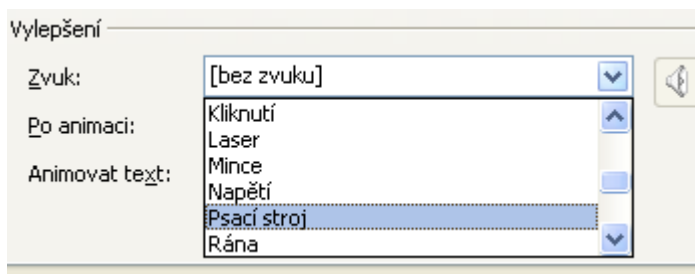 Vylepšení
Zvuk: [bez zvuku]
Kliknutí
Po animaci:
Laser
Mince
Animovat text:
Napětí
Psací stroj
Rána